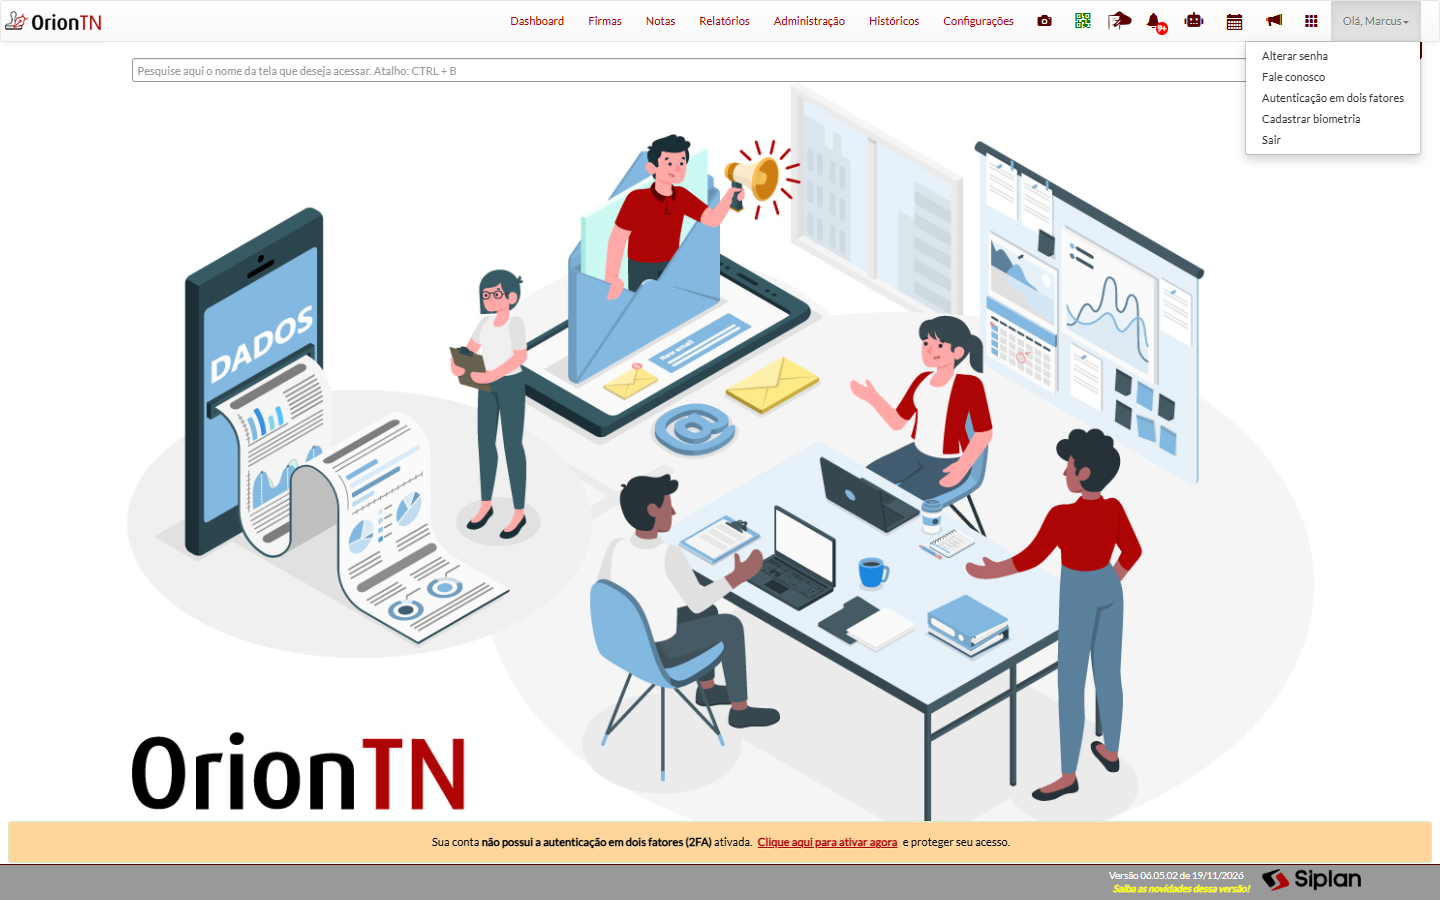 OrionTN
Dashboard Firmas Notas Relatórios Administração Históricos Configurações 9+ Olá, Marcus
Pesquise aqui o nome da tela que deseja acessar. Atalho: CTRL + B
Alterar senha
Fale conosco
Autenticação em dois fatores
Cadastrar biometria
Sair
DADOS
New email
@
OrionTN
Sua conta não possui a autenticação em dois fatores (2FA) ativada. Clique aqui para ativar agora e proteger seu acesso.
Versão 06.05.02 de 19/11/2026
Saiba as novidades dessa versão!
Siplan